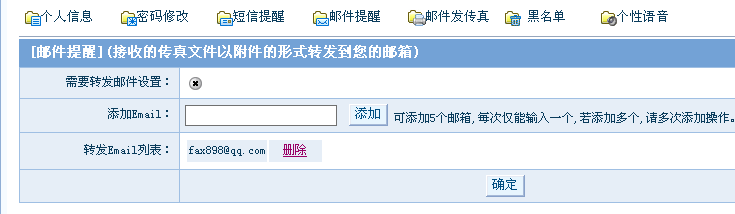 个人信息 密码修改 短信提醒 邮件提醒 邮件发传真 黑名单 个性语音
[邮件提醒](接收的传真文件以附件的形式转发到您的邮箱)
需要转发邮件设置：
添加Email： 添加 可添加5个邮箱,每次仅能输入一个,若添加多个,请多次添加操作。
转发Email列表： fax898@qq.com 删除
确定